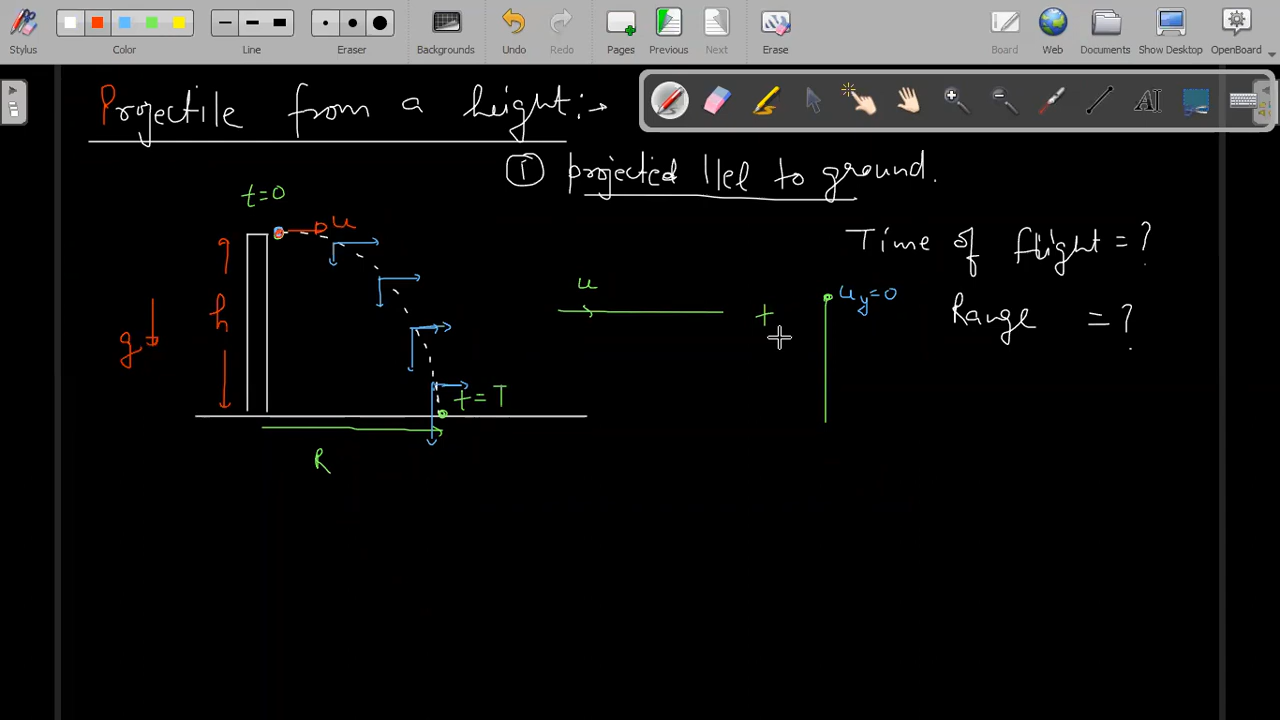 Stylus
Color
Line
Eraser
Backgrounds
Undo
Redo
Pages
Previous
Next
Erase
Board
Web
Documents
Show Desktop
OpenBoard
Projectile from a height:→
① projected llel to ground.
t=0
u
Time of flight = ?
u
u y=0
h
+
Range = ?
g
t = T
R